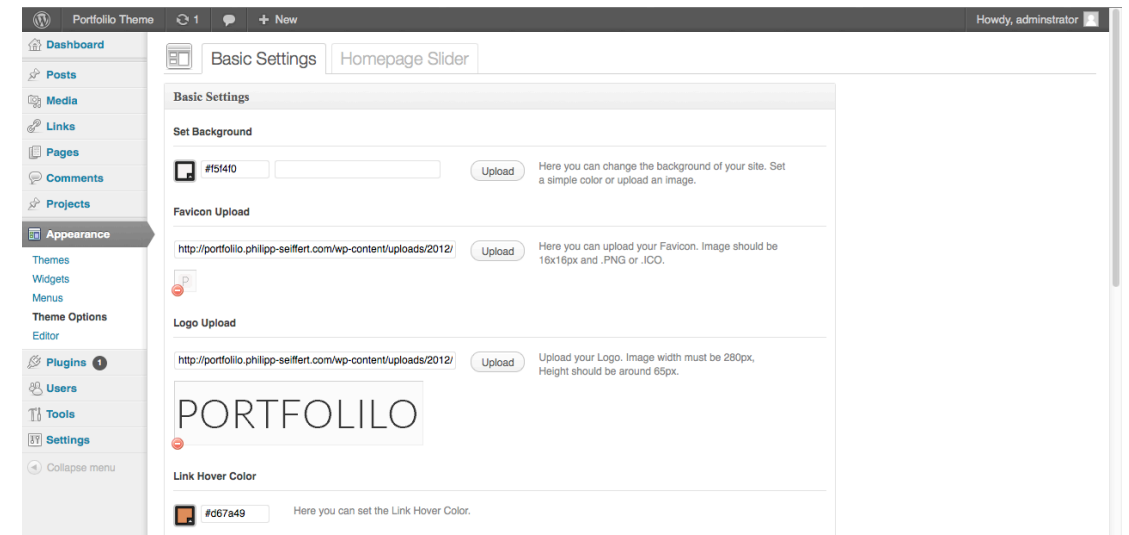 Portfolilo Theme 1 + New Howdy, adminstrator
Dashboard
Posts
Media
Links
Pages
Comments
Projects
Appearance
Themes
Widgets
Menus
Theme Options
Editor
Plugins 1
Users
Tools
Settings
Collapse menu
Basic Settings Homepage Slider
Basic Settings
Set Background
#f5f4f0 Upload
Here you can change the background of your site. Set
a simple color or upload an image.
Favicon Upload
http://portfolilo.philipp-seiffert.com/wp-content/uploads/2012/ Upload
Here you can upload your Favicon. Image should be
16x16px and .PNG or .ICO.
P
Logo Upload
http://portfolilo.philipp-seiffert.com/wp-content/uploads/2012/ Upload
Upload your Logo. Image width must be 280px,
Height should be around 65px.
PORTFOLILO
Link Hover Color
#d67a49 Here you can set the Link Hover Color.